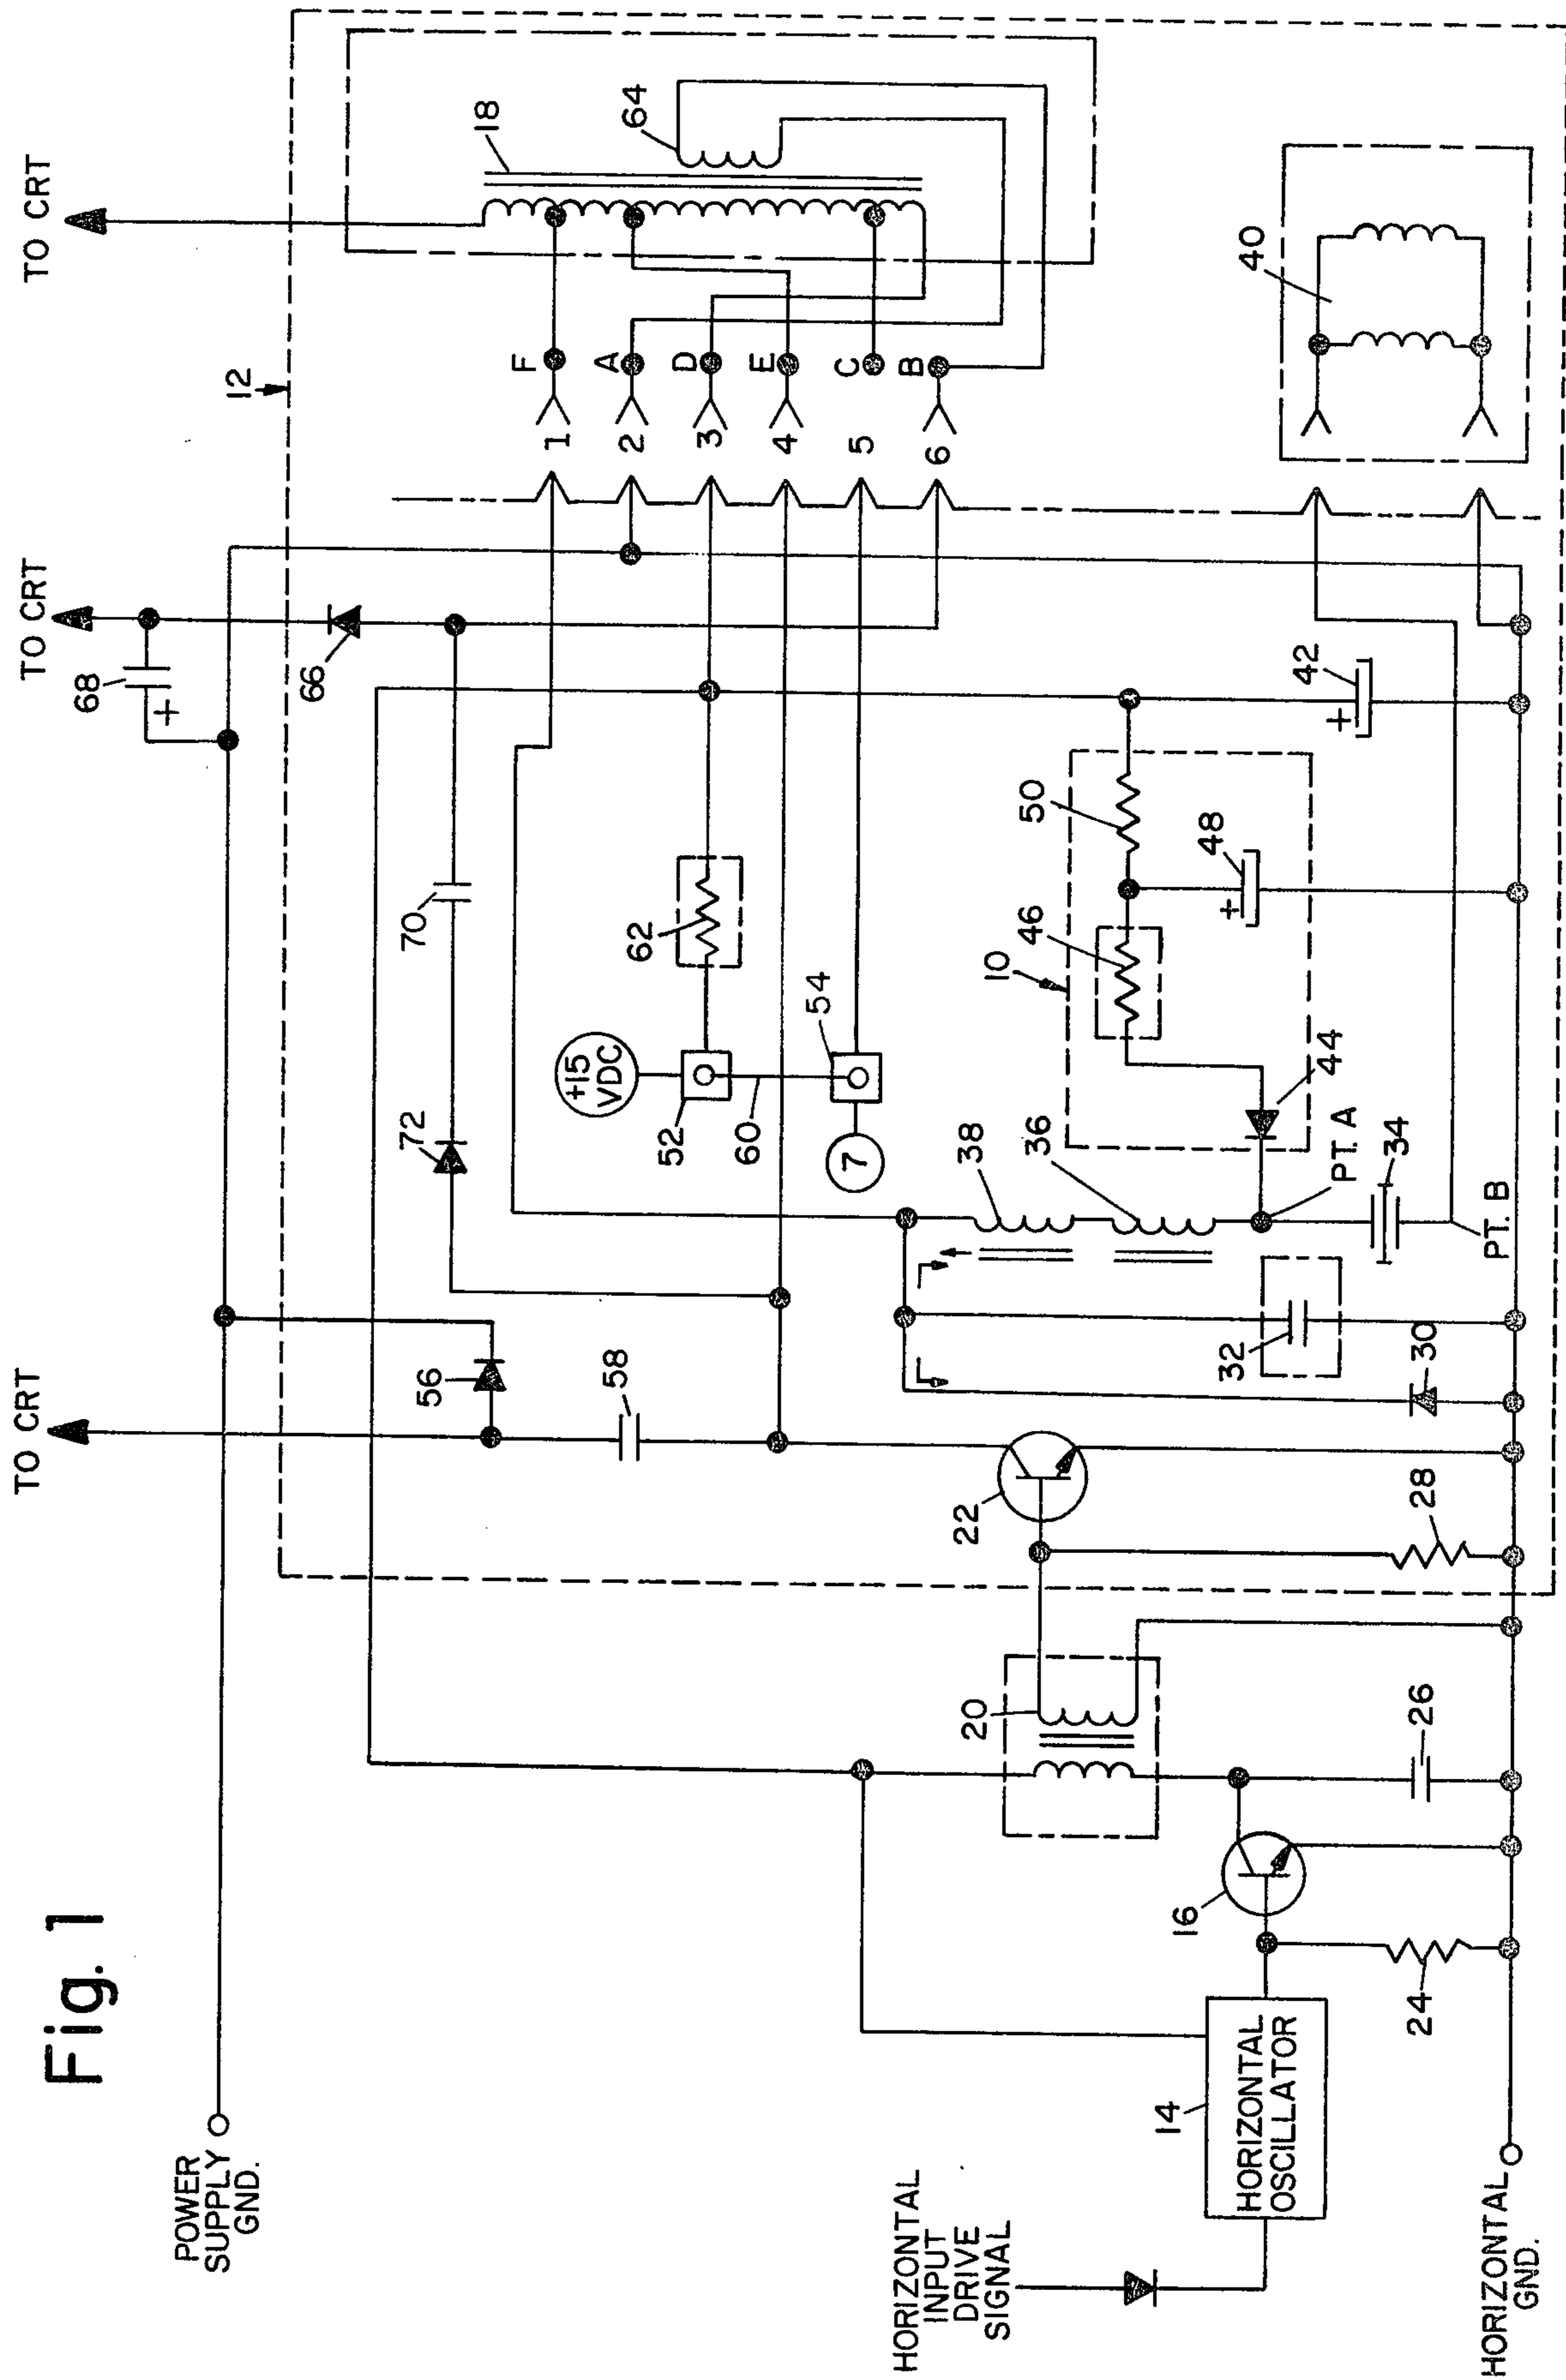 Fig. 1
TO CRT
TO CRT
TO CRT
POWER
SUPPLY
GND.
68
+
66
12
18
64
56
58
72
70
F
A
D
E
C
B
1
2
3
4
5
6
+15
VDC
52
62
60
54
7
40
22
20
38
36
10
46
50
48
+
42
+
44
PT. A
34
PT. B
32
30
28
26
16
24
14
HORIZONTAL
OSCILLATOR
HORIZONTAL
INPUT
DRIVE
SIGNAL
HORIZONTAL
GND.